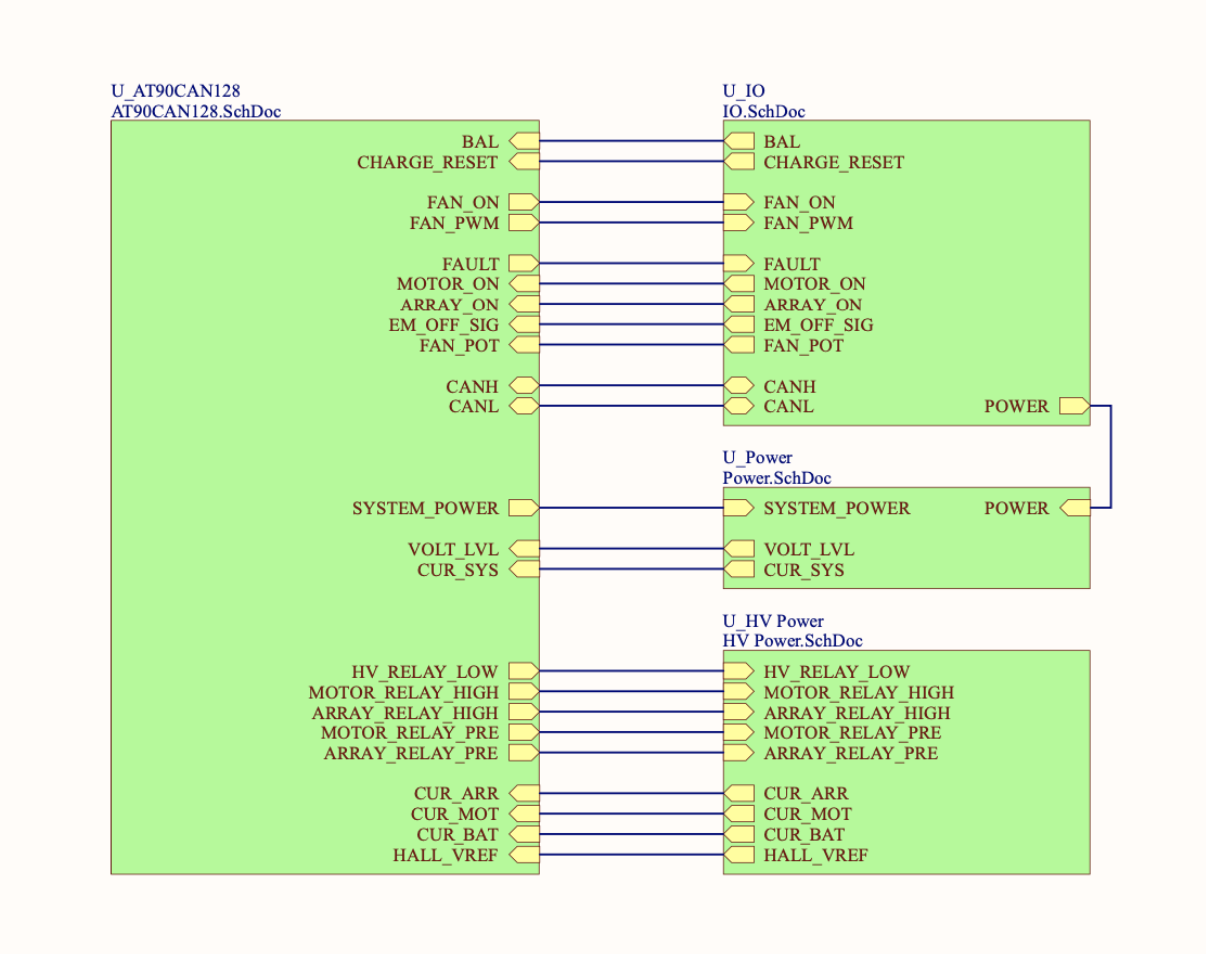 U_AT90CAN128
AT90CAN128.SchDoc
BAL
CHARGE_RESET
FAN_ON
FAN_PWM
FAULT
MOTOR_ON
ARRAY_ON
EM_OFF_SIG
FAN_POT
CANH
CANL
SYSTEM_POWER
VOLT_LVL
CUR_SYS
HV_RELAY_LOW
MOTOR_RELAY_HIGH
ARRAY_RELAY_HIGH
MOTOR_RELAY_PRE
ARRAY_RELAY_PRE
CUR_ARR
CUR_MOT
CUR_BAT
HALL_VREF
U_IO
IO.SchDoc
BAL
CHARGE_RESET
FAN_ON
FAN_PWM
FAULT
MOTOR_ON
ARRAY_ON
EM_OFF_SIG
FAN_POT
CANH
CANL
POWER
U_Power
Power.SchDoc
SYSTEM_POWER
POWER
VOLT_LVL
CUR_SYS
U_HV Power
HV Power.SchDoc
HV_RELAY_LOW
MOTOR_RELAY_HIGH
ARRAY_RELAY_HIGH
MOTOR_RELAY_PRE
ARRAY_RELAY_PRE
CUR_ARR
CUR_MOT
CUR_BAT
HALL_VREF